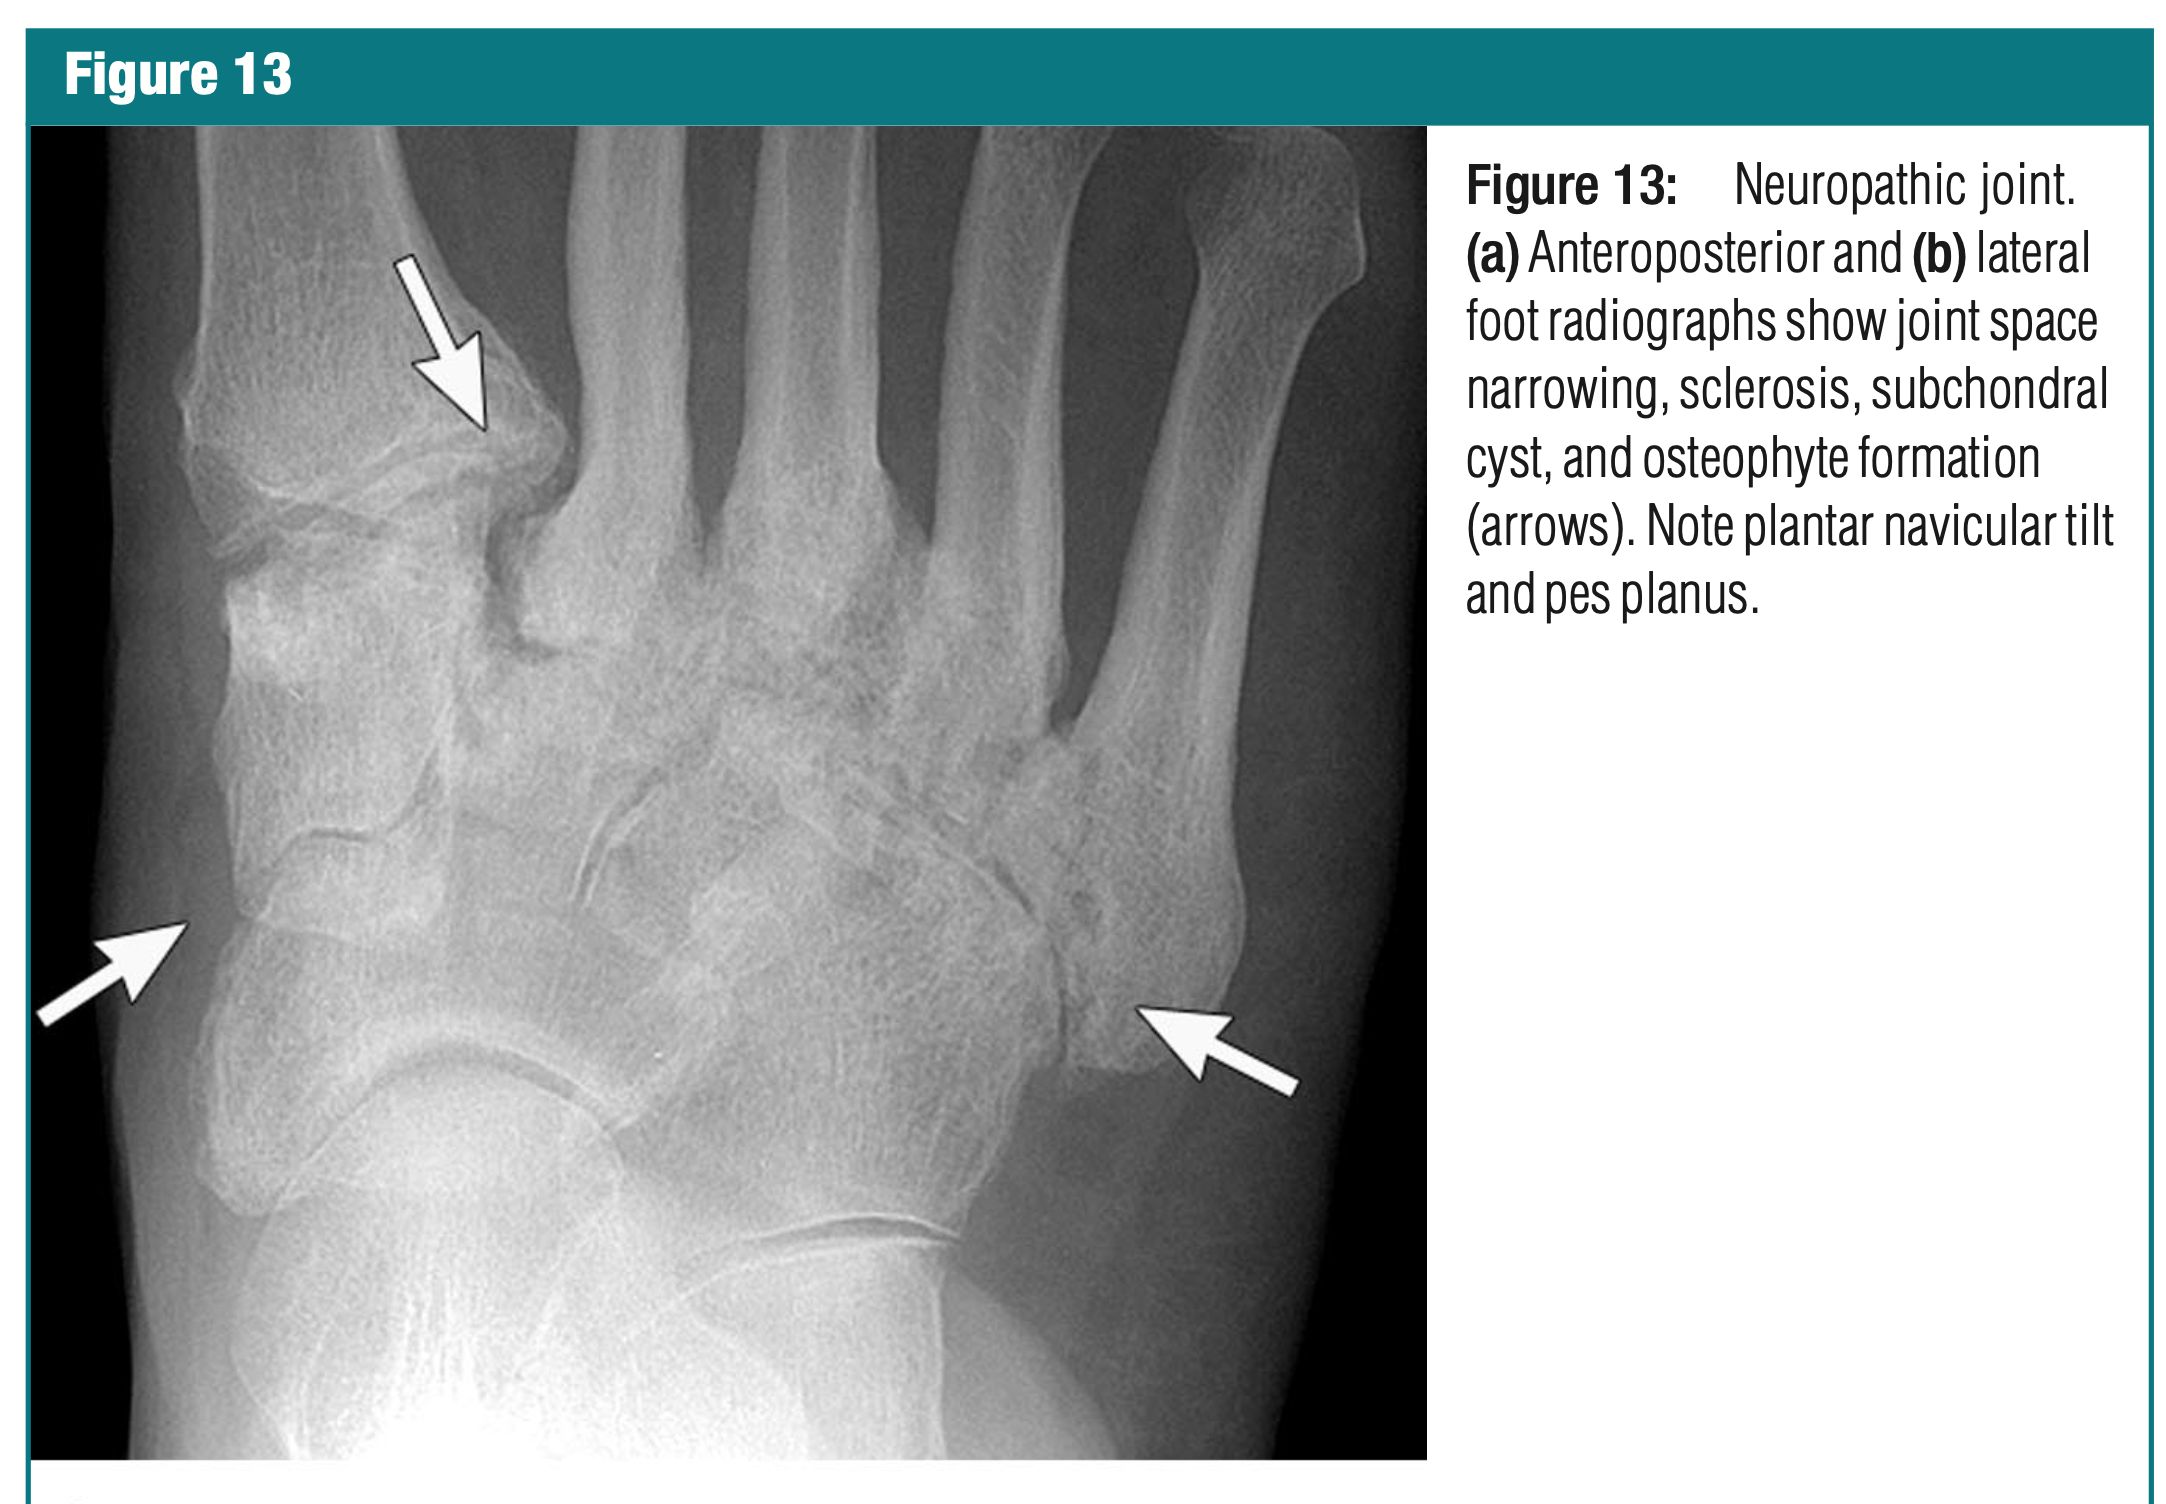 Figure 13
Figure 13: Neuropathic joint.
(a) Anteroposterior and (b) lateral
foot radiographs show joint space
narrowing, sclerosis, subchondral
cyst, and osteophyte formation
(arrows). Note plantar navicular tilt
and pes planus.